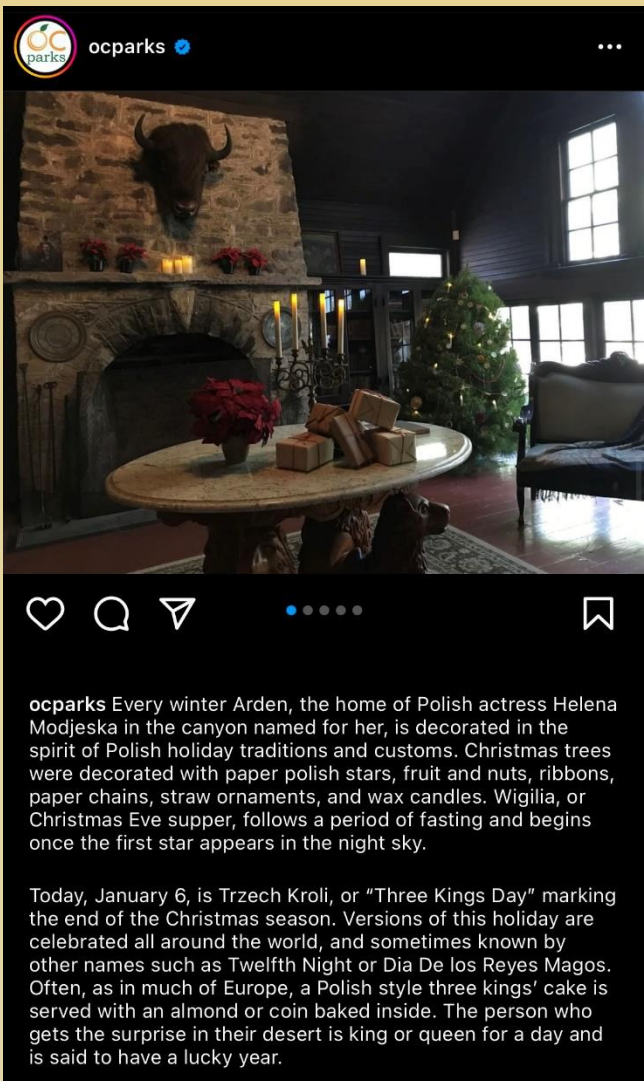 OC
parks
ocparks
ocparks Every winter Arden, the home of Polish actress Helena
Modjeska in the canyon named for her, is decorated in the
spirit of Polish holiday traditions and customs. Christmas trees
were decorated with paper polish stars, fruit and nuts, ribbons,
paper chains, straw ornaments, and wax candles. Wigilia, or
Christmas Eve supper, follows a period of fasting and begins
once the first star appears in the night sky.
Today, January 6, is Trzech Kroli, or “Three Kings Day” marking
the end of the Christmas season. Versions of this holiday are
celebrated all around the world, and sometimes known by
other names such as Twelfth Night or Dia De los Reyes Magos.
Often, as in much of Europe, a Polish style three kings’ cake is
served with an almond or coin baked inside. The person who
gets the surprise in their desert is king or queen for a day and
is said to have a lucky year.